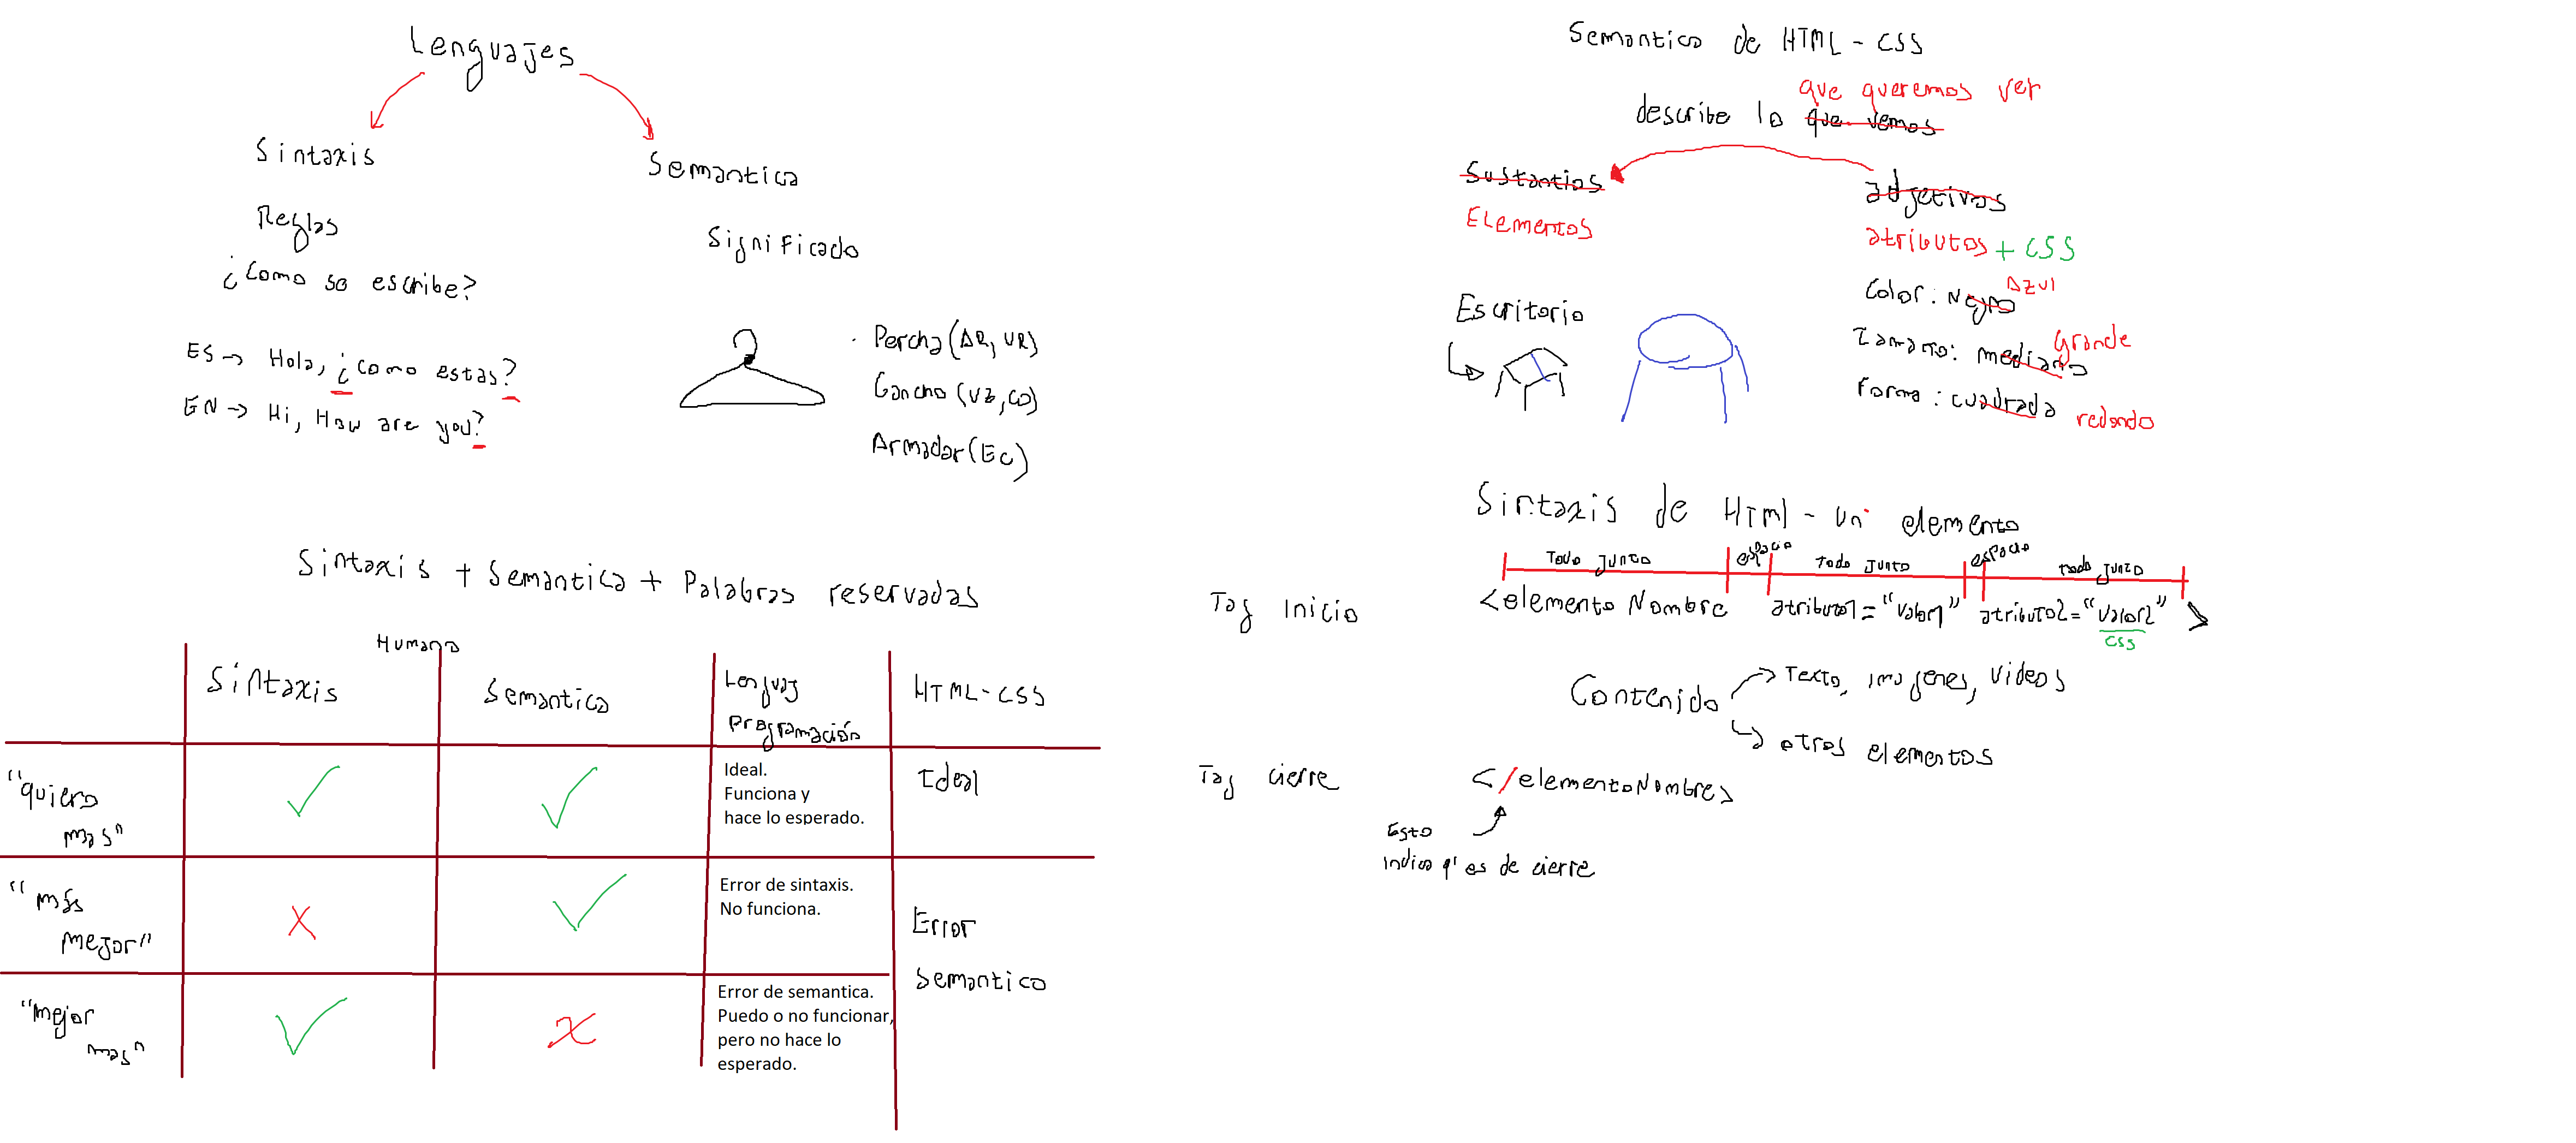 Lenguajes
Sintaxis
Semantica
Reglas
Significado
¿Como se escribe?
ES → Hola, ¿como estas?
EN → Hi, How are you?
· Percha (AR, UR)
Gancho (VZ, CO)
Armador (EC)
Sintaxis + Semantica + Palabras reservadas
Humano
Sintaxis
Semantica
Lenguaj
programación
HTML-CSS
"quiero
mas"
Ideal.
Funciona y
hace lo esperado.
Ideal
"más
mejor"
Error de sintaxis.
No funciona.
Error
semantico
"mejor
mas"
Error de semantica.
Puedo o no funcionar,
pero no hace lo
esperado.
Semantica de HTML - CSS
que queremos ver
describe lo que vemos
Sustantios
adjetivos
Elementos
atributos + CSS
Escritorio
Color: Negro Azul
Tamaño: mediano grande
Forma: cuadrada redondo
Sintaxis de Html - un elemento
Todo junto espacio todo junto espacio todo junto
Tag inicio
<elementoNombre atributo1="valor1" atributo2="valor2">
css
Contenido → Texto, imagenes, videos
→ otros elementos
Tag cierre
</elementoNombre>
Esto
indica q' es de cierre